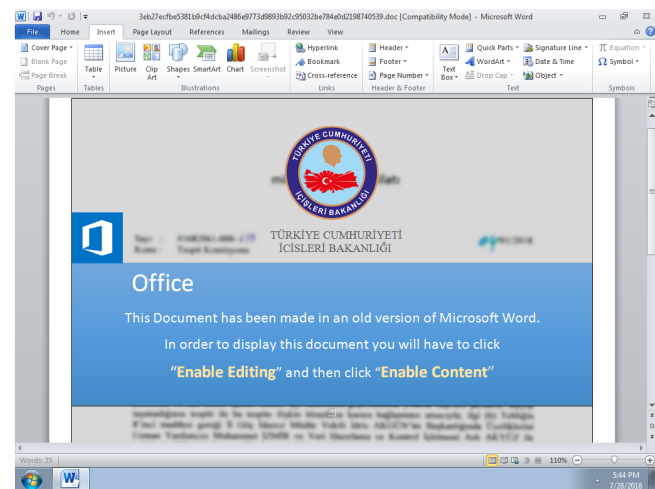 3eb27ecfbe5381b9cf4dcba2486e9773d9893b92c95032be784e0d2198740539.doc [Compatibility Mode] - Microsoft Word
File Home Insert Page Layout References Mailings Review View
Cover Page
Blank Page
Page Break
Pages
Table
Tables
Picture Clip Art Shapes SmartArt Chart Screenshot
Illustrations
Hyperlink
Bookmark
Cross-reference
Links
Header
Footer
Page Number
Header & Footer
Text Box
Quick Parts
WordArt
Drop Cap
Signature Line
Date & Time
Object
Text
Equation
Symbol
Symbols
TÜRKİYE CUMHURİYETİ
İÇİŞLERİ BAKANLIĞI
TÜRKİYE CUMHURİYETİ
İCİSLERİ BAKANLIĞI
Office
This Document has been made in an old version of Microsoft Word.
In order to display this document you will have to click
“Enable Editing” and then click “Enable Content”
Words: 35
110%
5:44 PM
7/28/2018